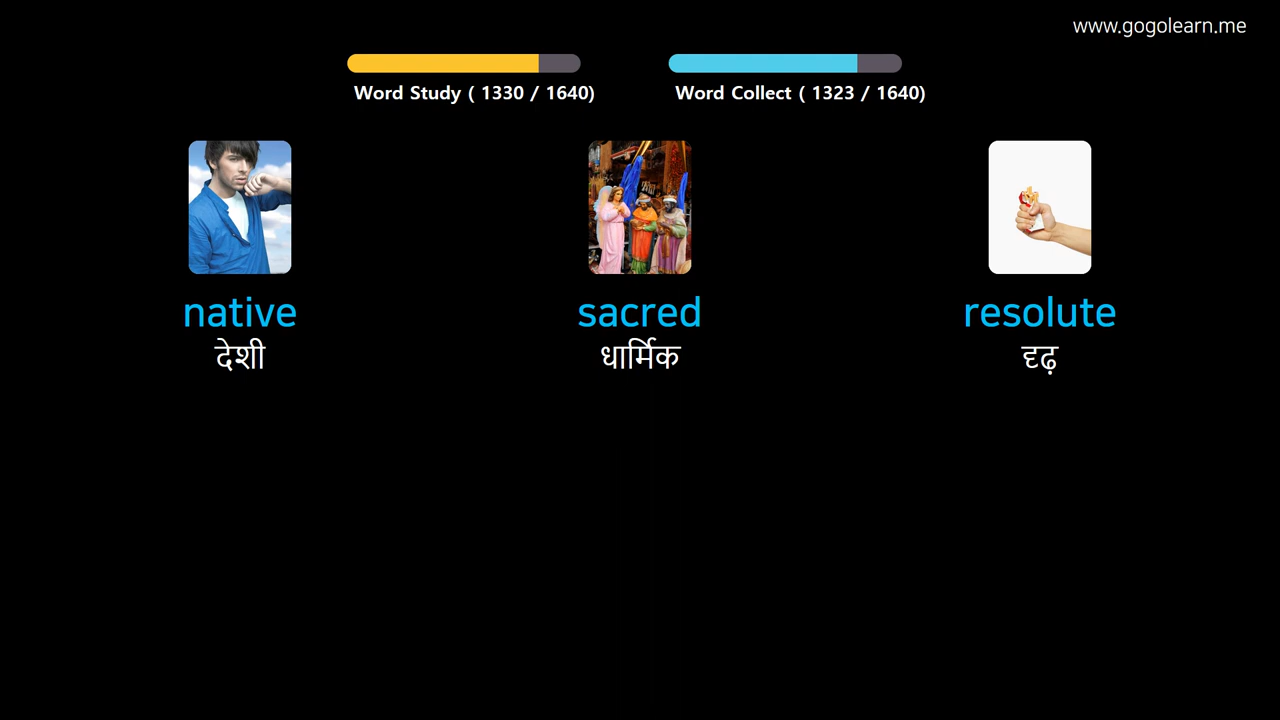 www.gogolearn.me
Word Study ( 1330 / 1640)
Word Collect ( 1323 / 1640)
native
sacred
resolute
देशी
धार्मिक
दृढ़